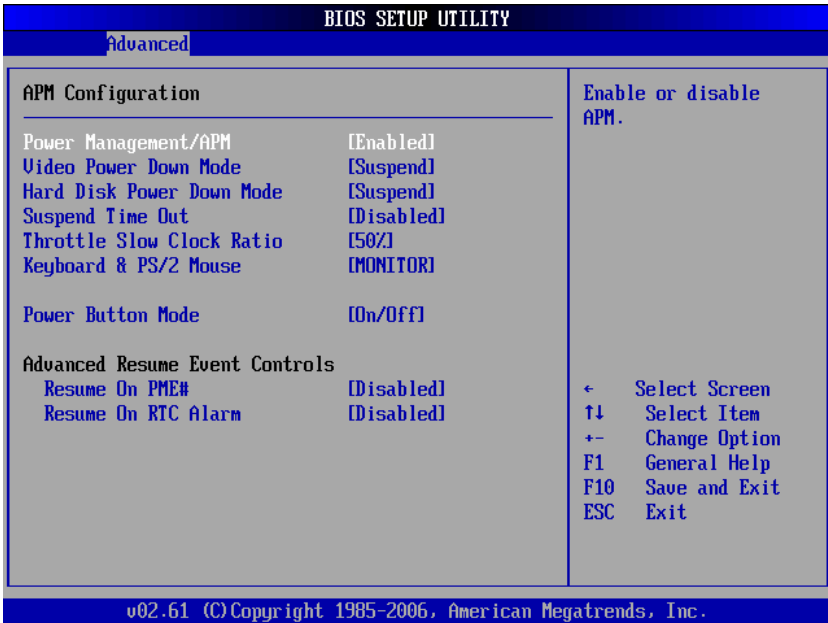 BIOS SETUP UTILITY
Advanced
APM Configuration
Power Management/APM [Enabled]
Video Power Down Mode [Suspend]
Hard Disk Power Down Mode [Suspend]
Suspend Time Out [Disabled]
Throttle Slow Clock Ratio [50%]
Keyboard & PS/2 Mouse [MONITOR]
Power Button Mode [On/Off]
Advanced Resume Event Controls
Resume On PME# [Disabled]
Resume On RTC Alarm [Disabled]
Enable or disable
APM.
← Select Screen
↑↓ Select Item
+- Change Option
F1 General Help
F10 Save and Exit
ESC Exit
v02.61 (C)Copyright 1985-2006, American Megatrends, Inc.